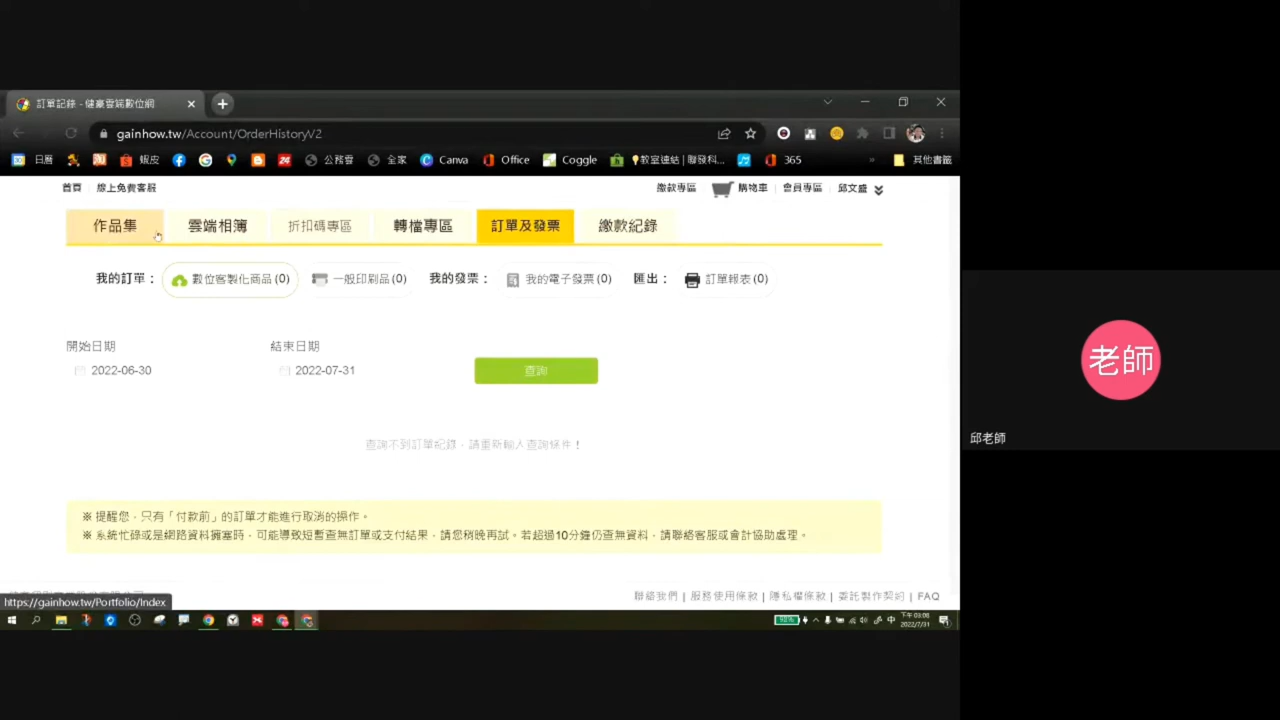 訂單記錄 - 健豪雲端數位網
gainhow.tw/Account/OrderHistoryV2
日曆 蝦皮 公務雲 全家 Canva Office Coggle 教室連結 | 聯發科... 365 » 其他書籤
首頁 線上免費客服 繳款專區 購物車 會員專區 邱文盛
作品集 雲端相簿 折扣碼專區 轉檔專區 訂單及發票 繳款紀錄
我的訂單： 數位客製化商品(0) 一般印刷品(0) 我的發票： 我的電子發票(0) 匯出： 訂單報表(0)
開始日期 結束日期
2022-06-30 2022-07-31 查詢
查詢不到訂單紀錄，請重新輸入查詢條件！
※ 提醒您，只有「付款前」的訂單才能進行取消的操作。
※ 系統忙碌或是網路資料擁塞時，可能導致短暫查無訂單或支付結果，請您稍晚再試。若超過10分鐘仍查無資料，請聯絡客服或會計協助處理。
聯絡我們 | 服務使用條款 | 隱私權條款 | 委託製作契約 | FAQ
https://gainhow.tw/Portfolio/Index
92% 中 下午 03:08
2022/7/31
老師
邱老師